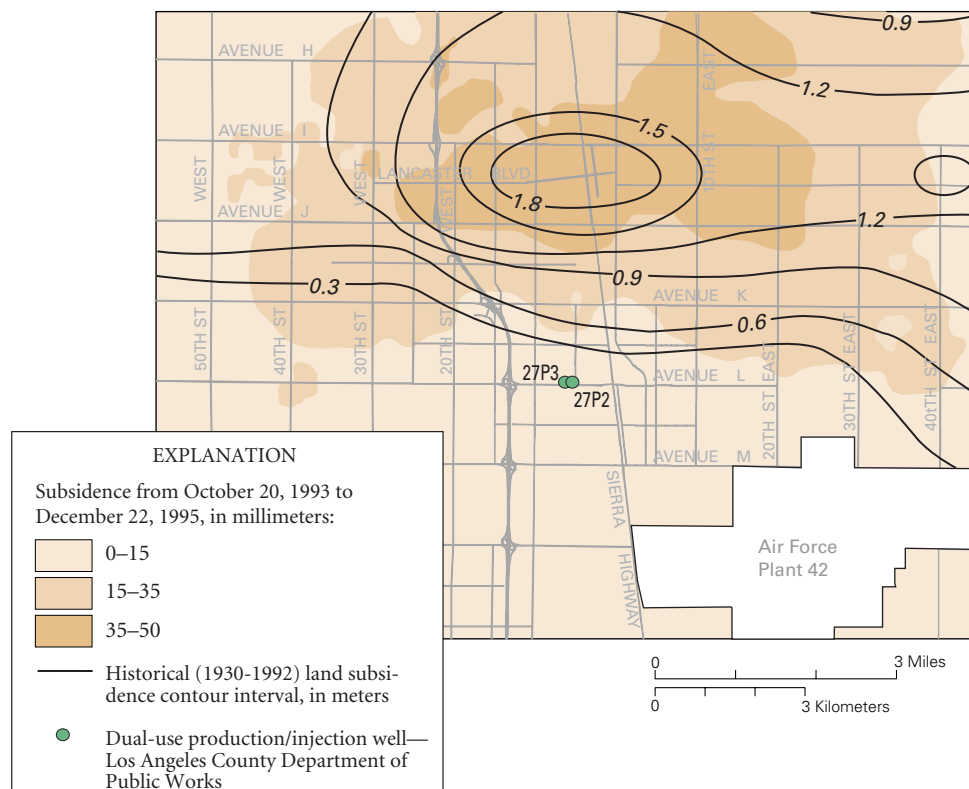 0.9
AVENUE H
10TH ST EAST
1.2
AVENUE I
1.5
LANCASTER BLVD
50TH ST WEST
40TH ST WEST
30TH ST WEST
20TH ST WEST
1.8
AVENUE J
1.2
0.9
0.3
AVENUE K
0.6
27P3
27P2
AVENUE L
20TH ST EAST
30TH ST EAST
40tTH ST EAST
AVENUE M
SIERRA HIGHWAY
Air Force
Plant 42
EXPLANATION
Subsidence from October 20, 1993 to
December 22, 1995, in millimeters:
0–15
15–35
35–50
Historical (1930-1992) land subsi-
dence contour interval, in meters
Dual-use production/injection well—
Los Angeles County Department of
Public Works
0 3 Miles
0 3 Kilometers